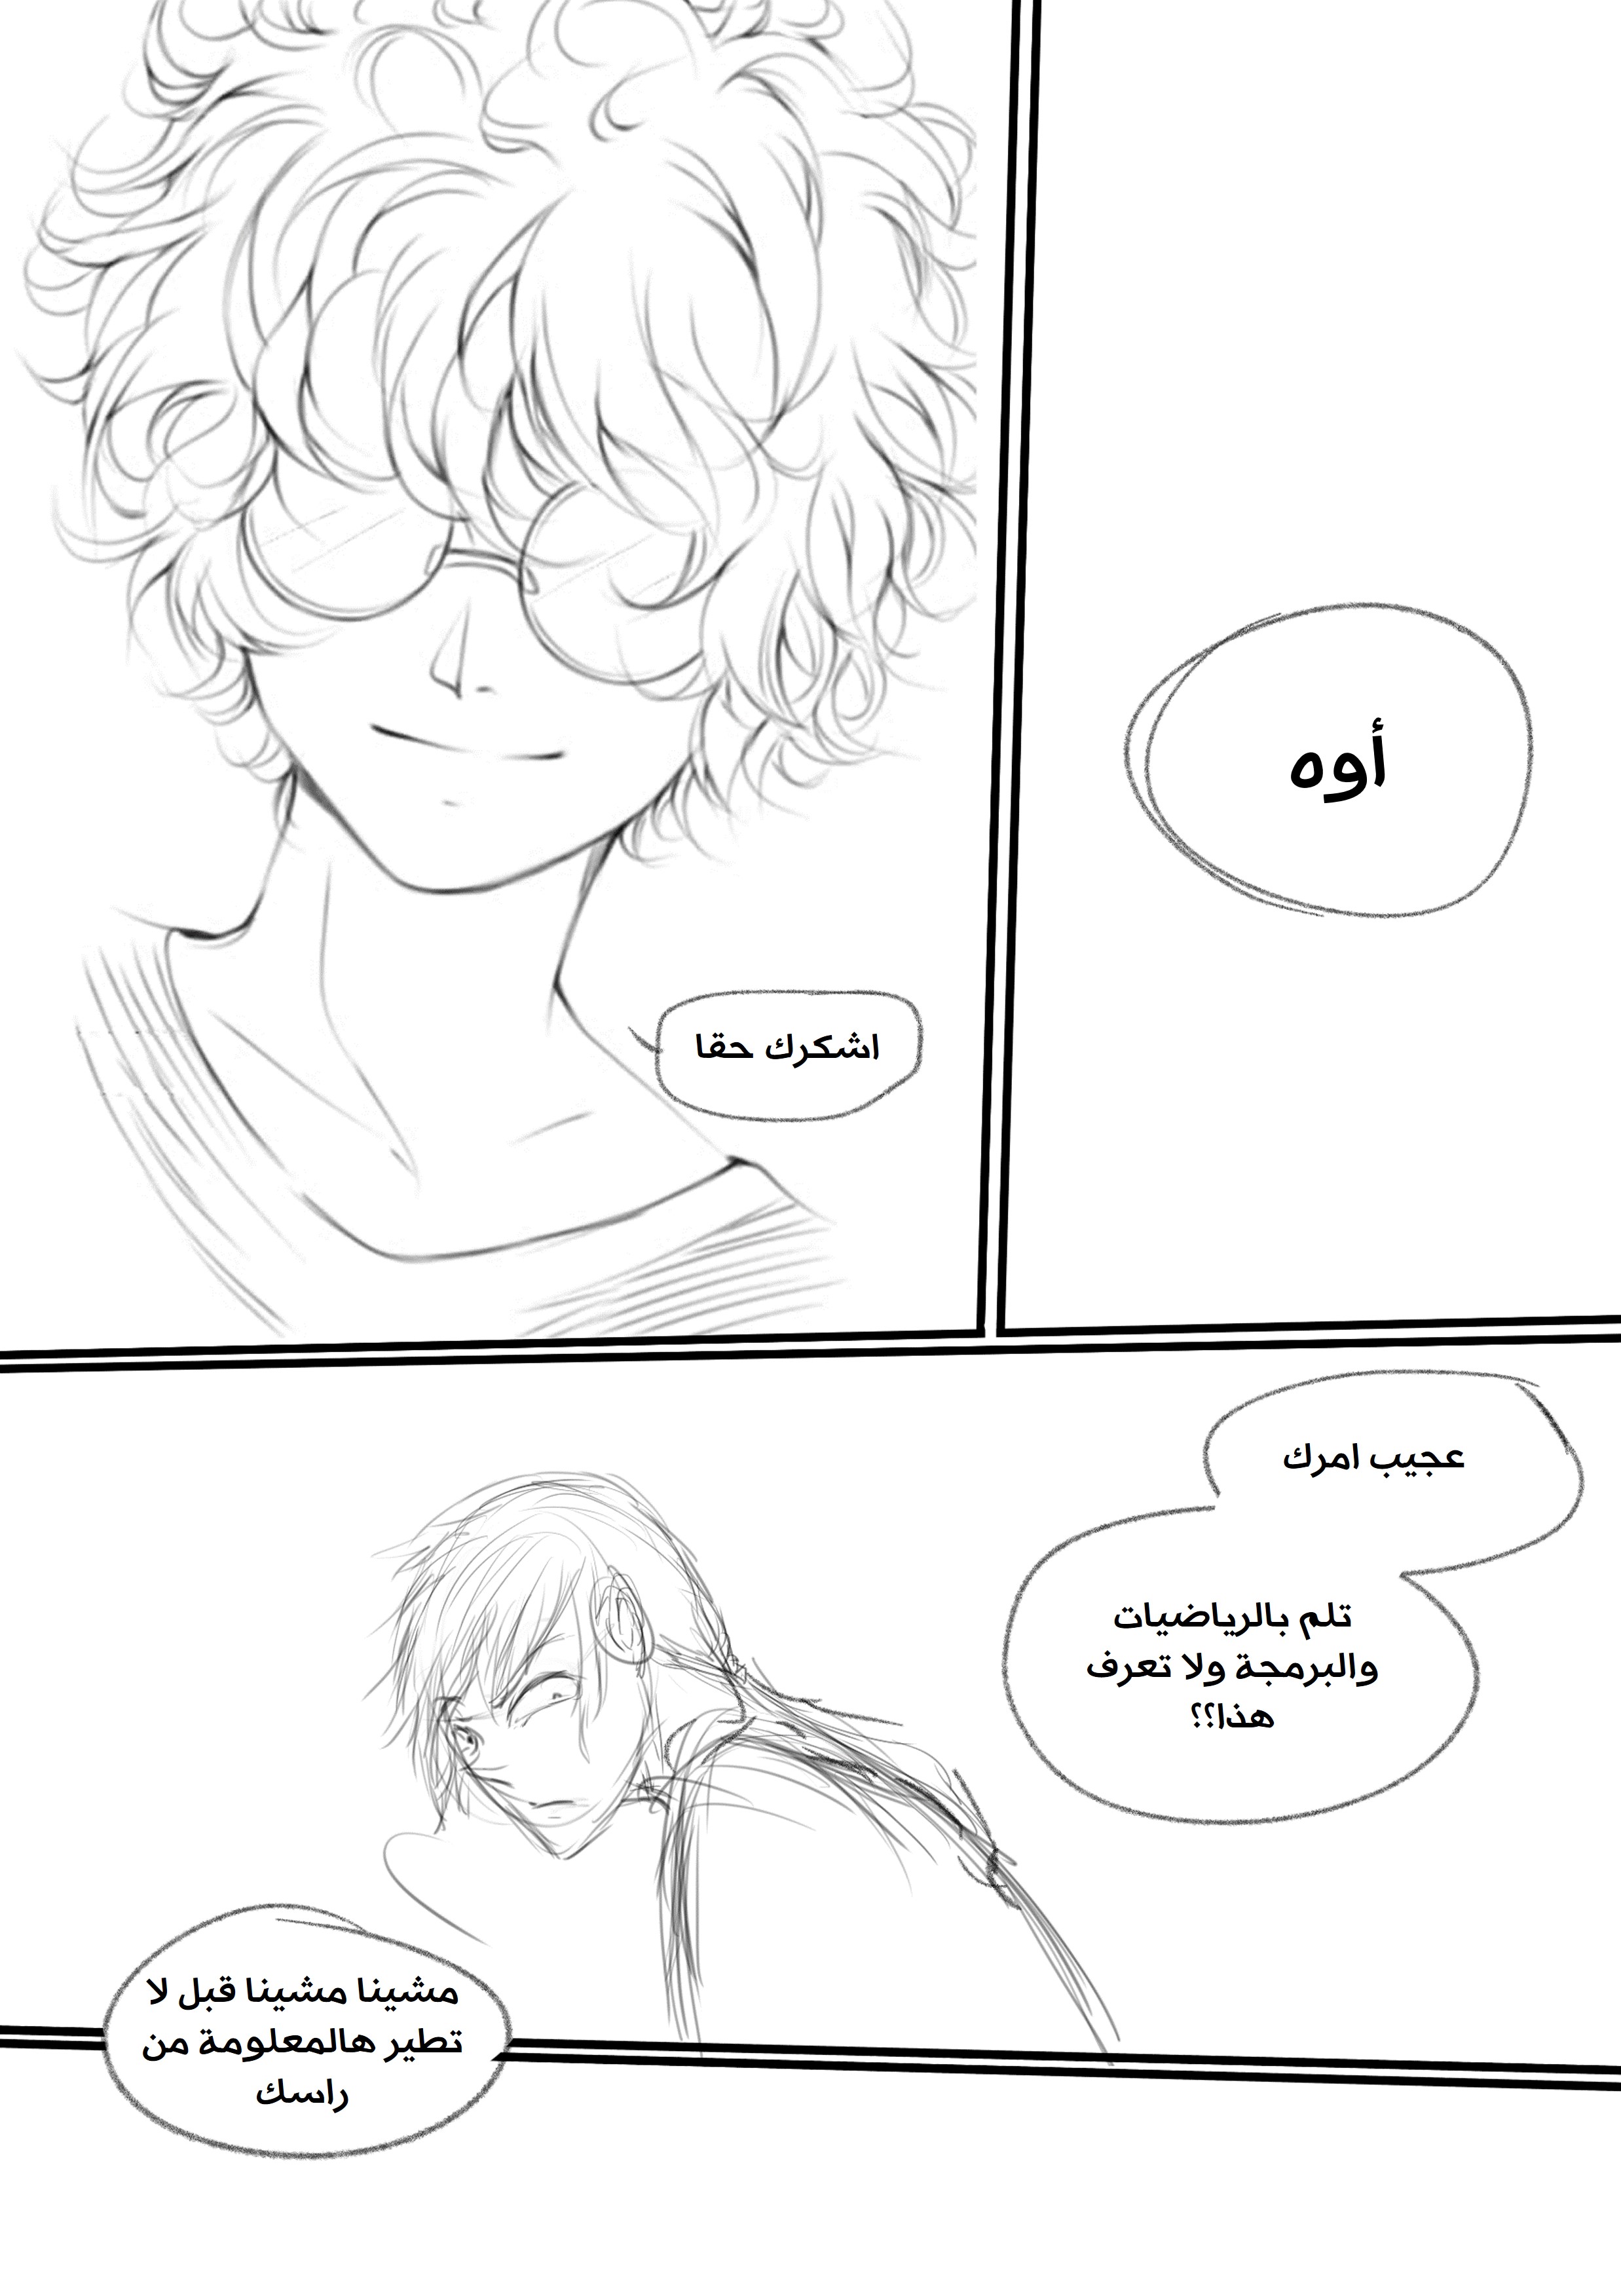 أوه
اشكرك حقا
عجيب امرك
تلم بالرياضيات
والبرمجة ولا تعرف
هذا؟؟
مشينا مشينا قبل لا
تطير هالمعلومة من
راسك